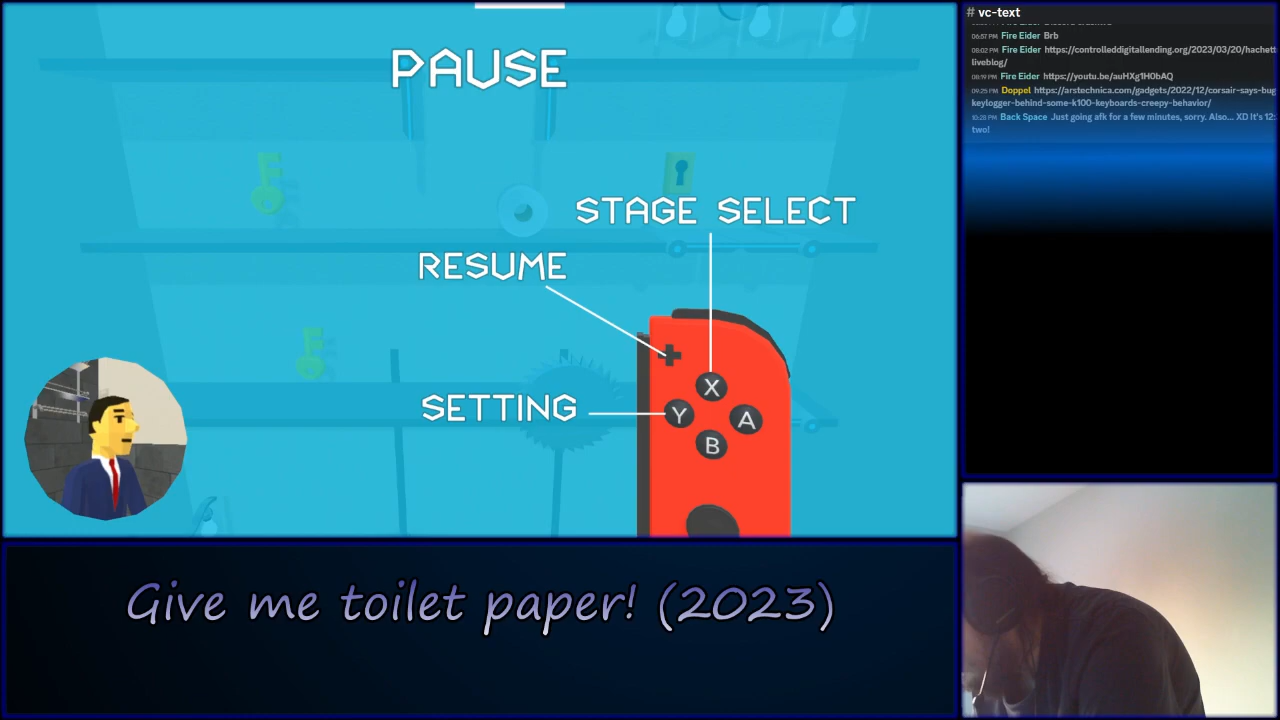 PAUSE
STAGE SELECT
RESUME
SETTING
X
Y
A
B
Give me toilet paper! (2023)
# vc-text
06:57 PM Fire Eider Brb
08:02 PM Fire Eider https://controlleddigitallending.org/2023/03/20/hachett
liveblog/
08:19 PM Fire Eider https://youtu.be/auHXg1H0bAQ
09:25 PM Doppel https://arstechnica.com/gadgets/2022/12/corsair-says-bug
keylogger-behind-some-k100-keyboards-creepy-behavior/
10:28 PM Back Space Just going afk for a few minutes, sorry. Also... XD It's 12:
two!